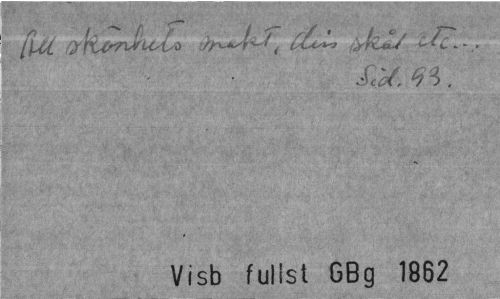 All skönhets makt, din skål etc...
Sid. 93.
Visb fullst GBg 1862